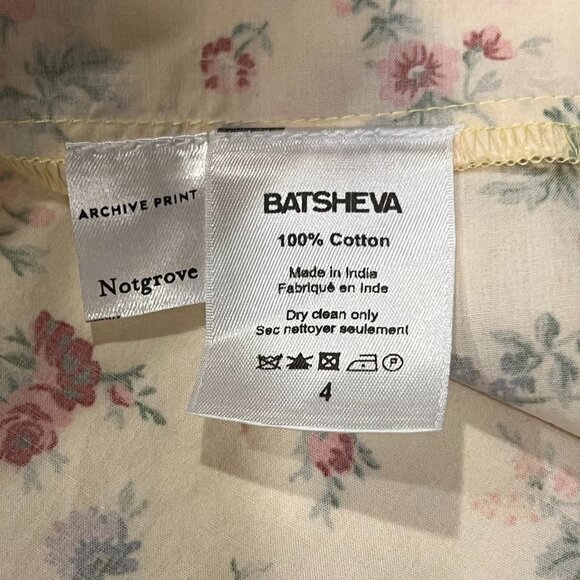 ARCHIVE PRINT
Notgrove
BATSHEVA
100% Cotton
Made in India
Fabriqué en Inde
Dry clean only
Sec nettoyer seulement
P
4